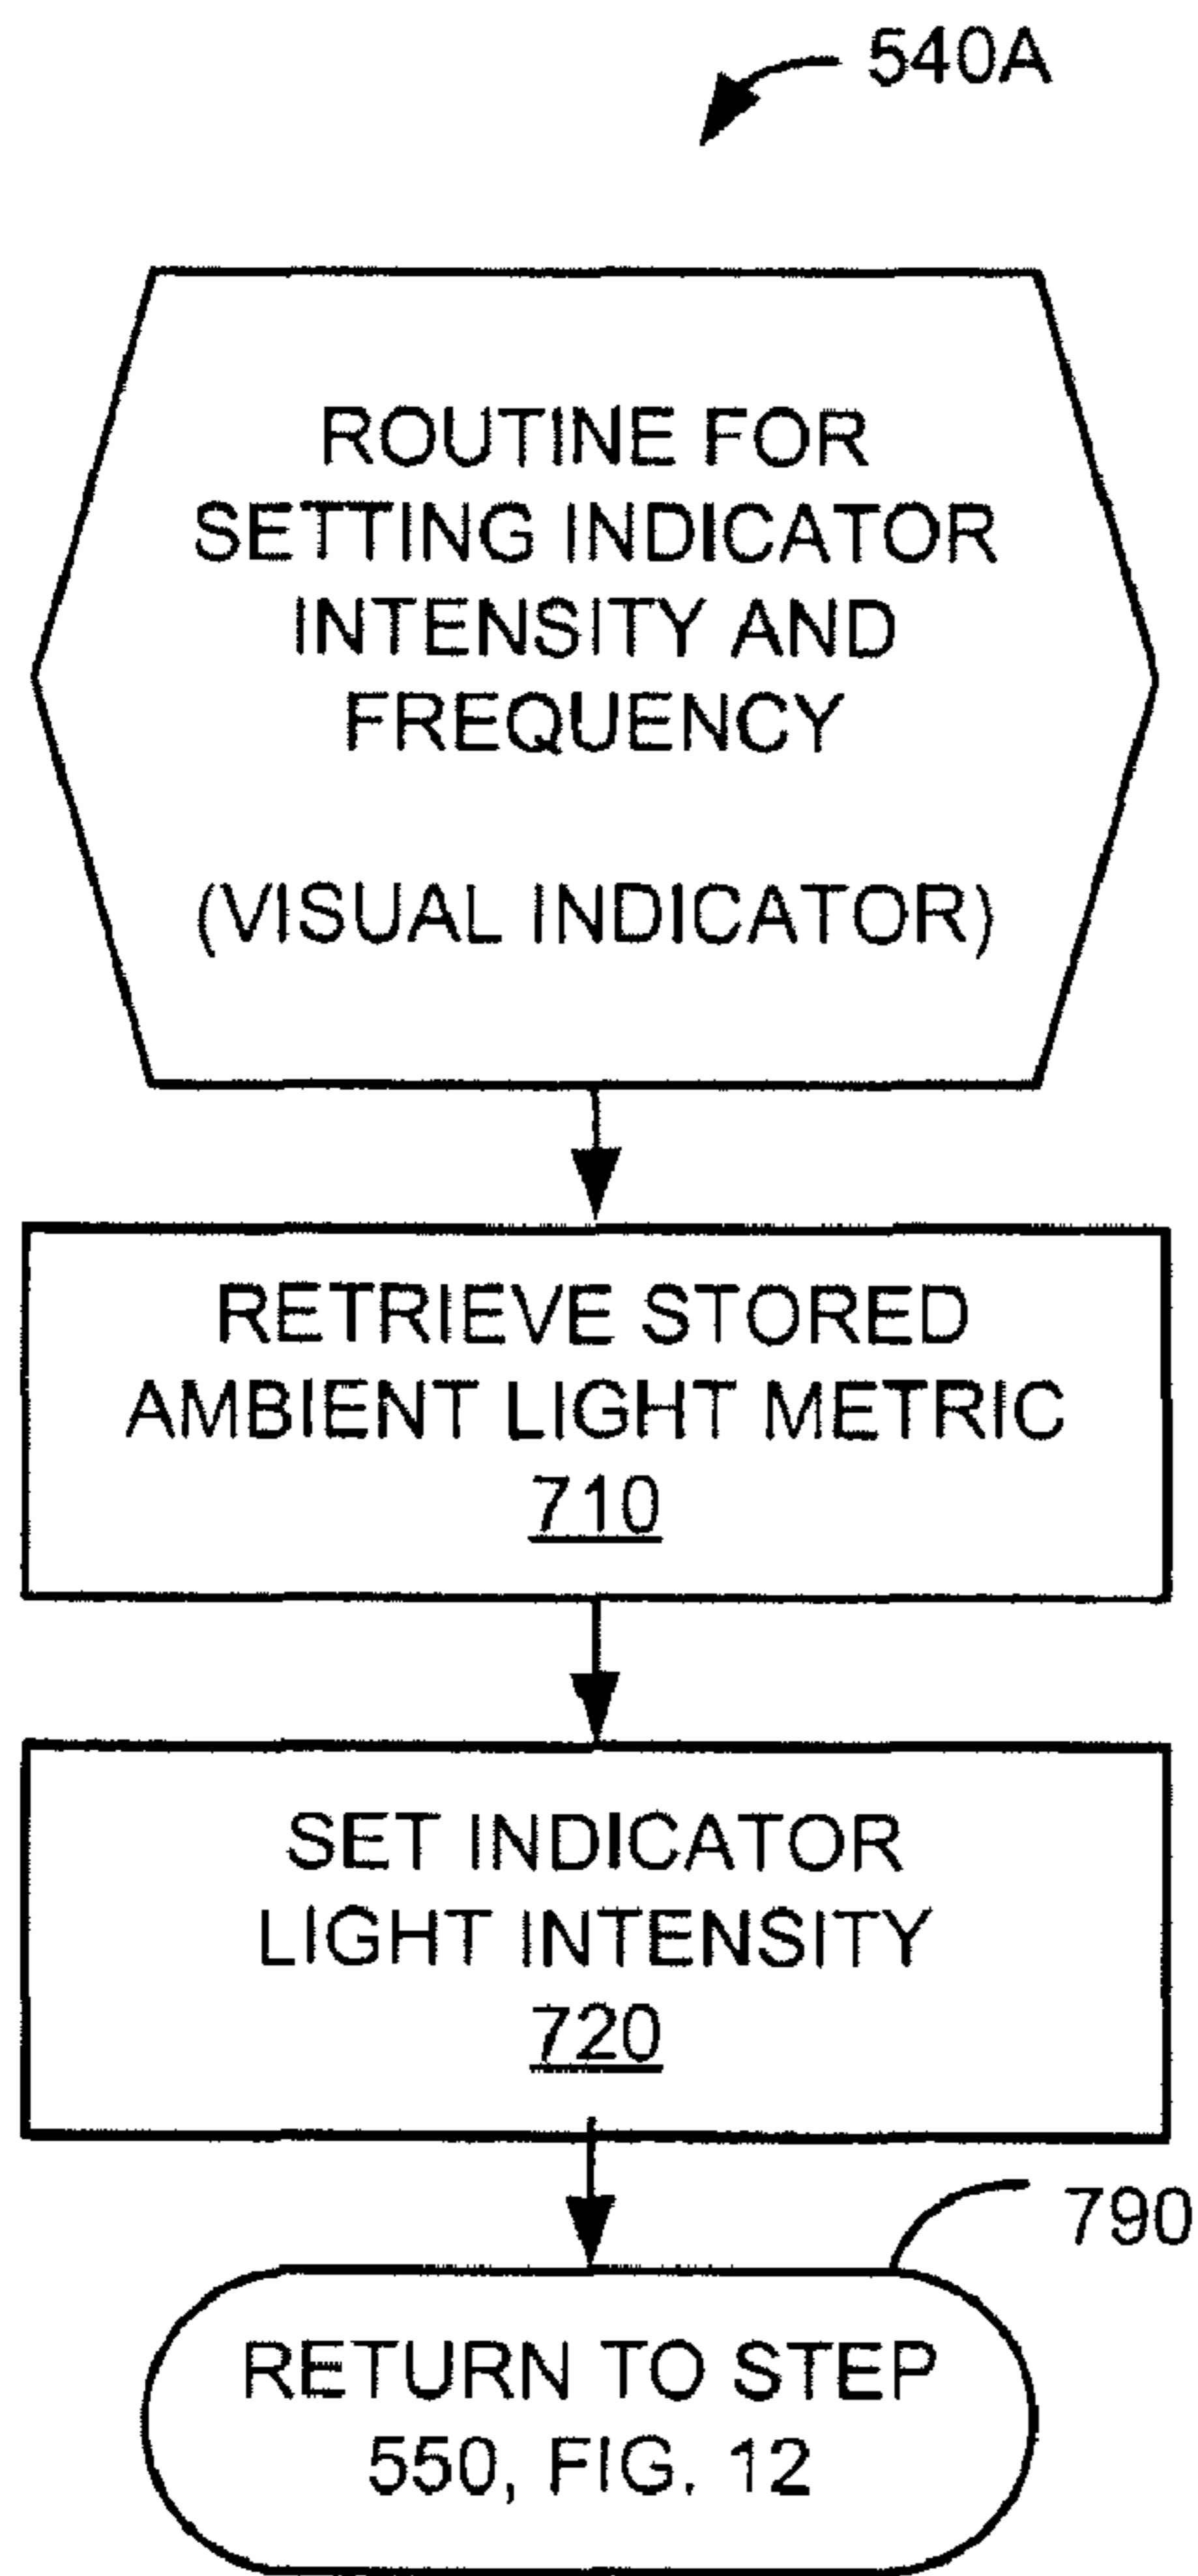 540A
ROUTINE FOR
SETTING INDICATOR
INTENSITY AND
FREQUENCY
(VISUAL INDICATOR)
RETRIEVE STORED
AMBIENT LIGHT METRIC
710
SET INDICATOR
LIGHT INTENSITY
720
790
RETURN TO STEP
550, FIG. 12